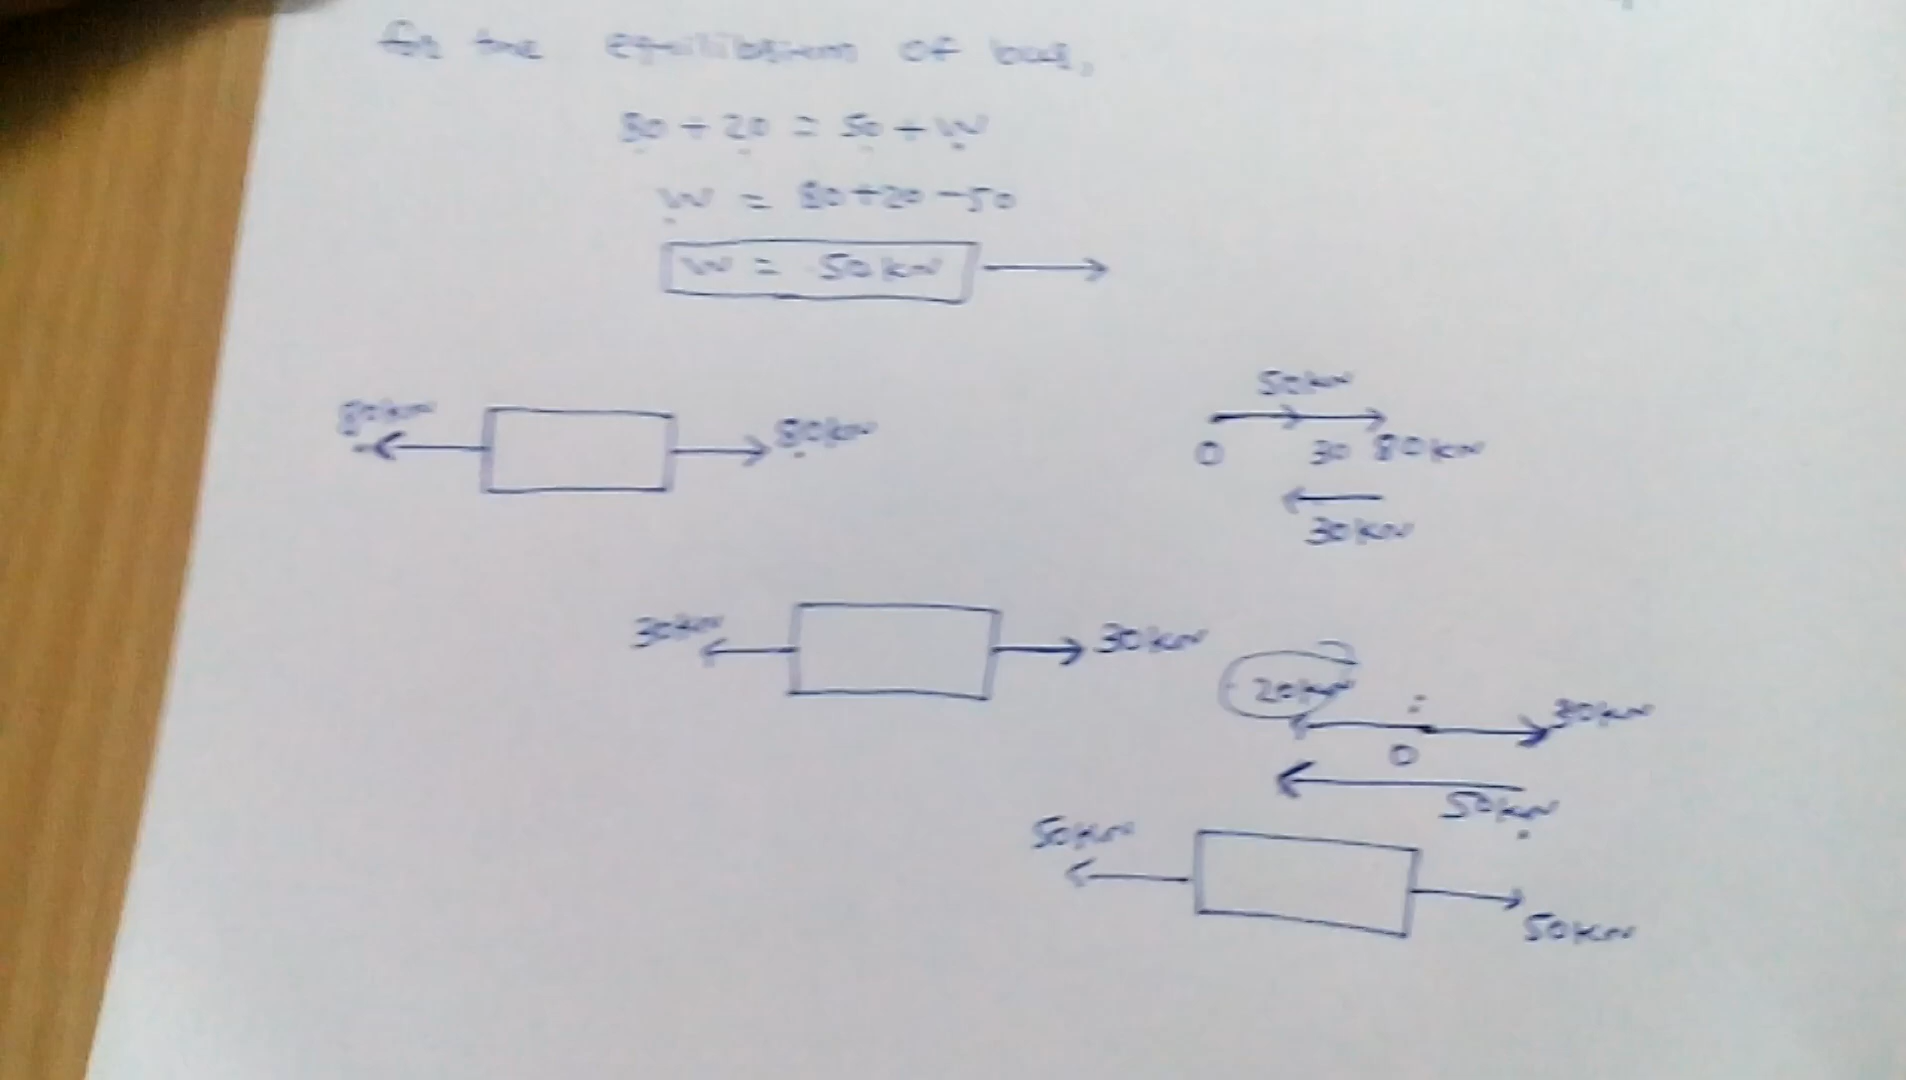 for the equilibrium of bar,
80 + 20 = 50 + W
W = 80 + 20 - 50
W = 50 kN
50 kN
80 kN
80 kN
0 30 80 kN
30 kN
30 kN
30 kN
20 kN
30 kN
0
50 kN
50 kN
50 kN